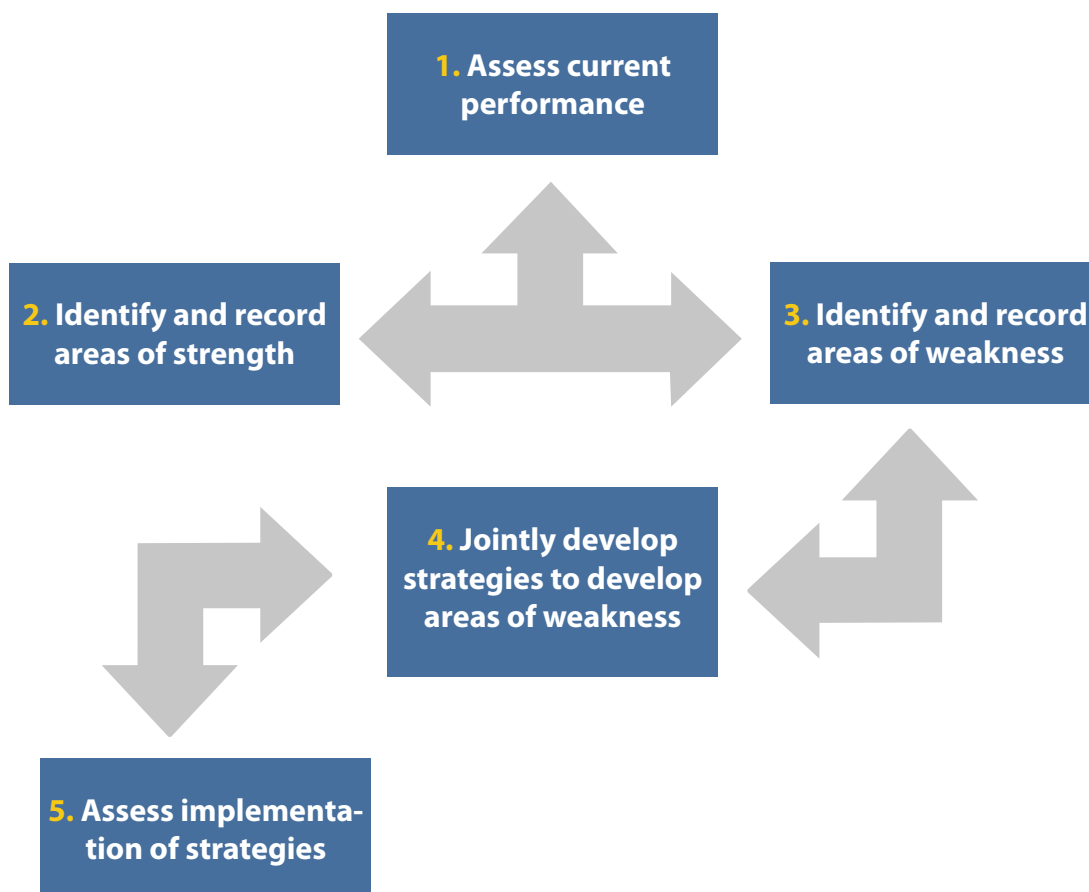 1. Assess current
performance
2. Identify and record
areas of strength
3. Identify and record
areas of weakness
4. Jointly develop
strategies to develop
areas of weakness
5. Assess implementa-
tion of strategies